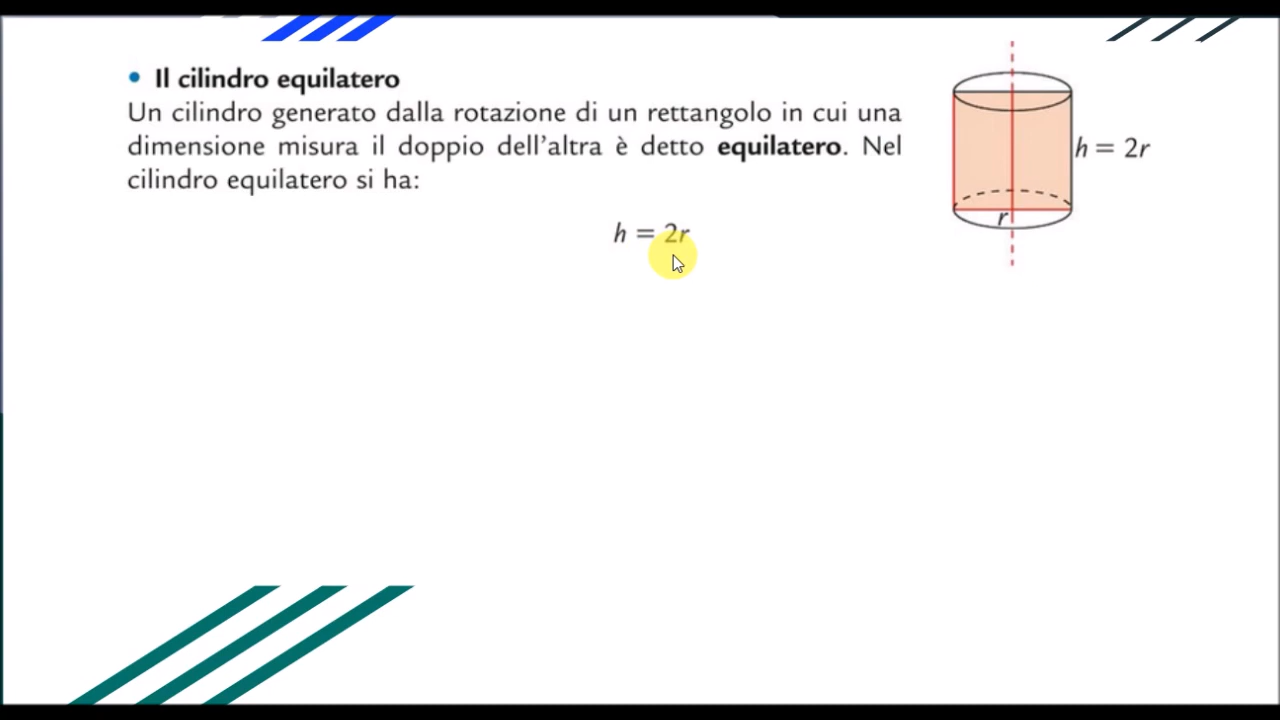 • Il cilindro equilatero
Un cilindro generato dalla rotazione di un rettangolo in cui una
dimensione misura il doppio dell'altra è detto equilatero. Nel
cilindro equilatero si ha:
h = 2r
h = 2r
r